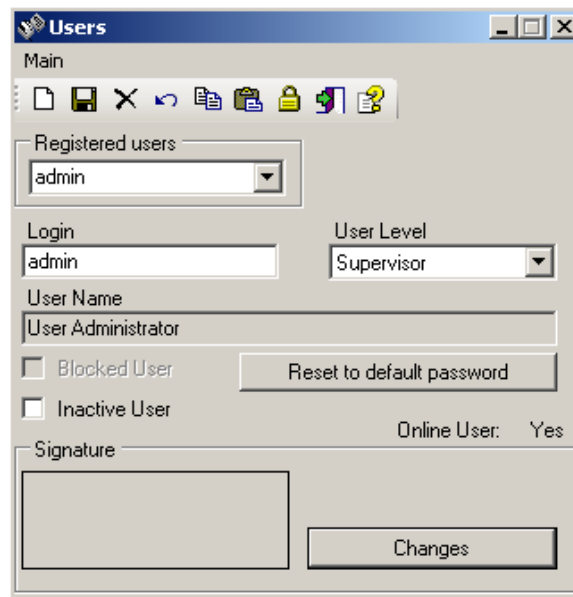 Users
Main
Registered users
admin
Login
User Level
admin
Supervisor
User Name
User Administrator
Blocked User
Reset to default password
Inactive User
Online User: Yes
Signature
Changes